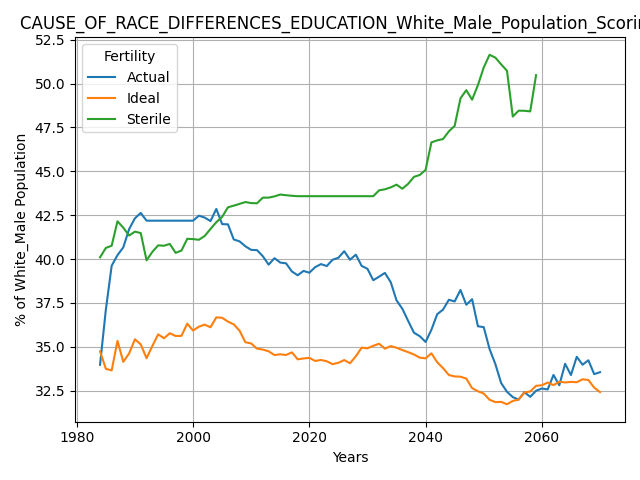 CAUSE_OF_RACE_DIFFERENCES_EDUCATION_White_Male_Population_Scorin
Fertility
Actual
Ideal
Sterile
% of White_Male Population
52.5
50.0
47.5
45.0
42.5
40.0
37.5
35.0
32.5
1980
2000
2020
2040
2060
Years